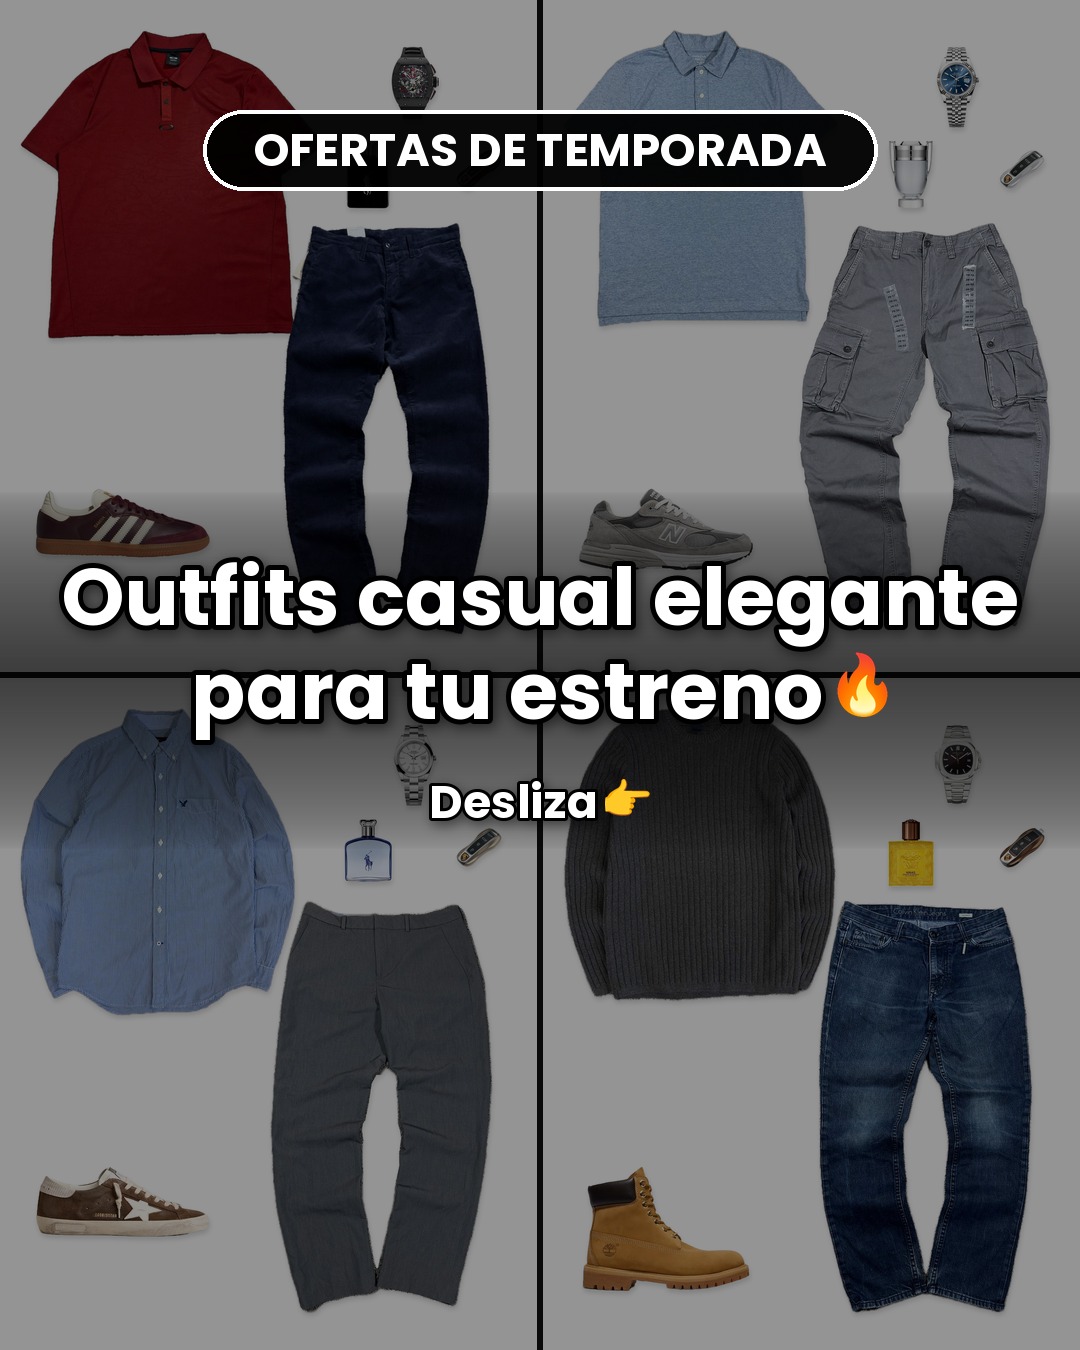 OFERTAS DE TEMPORADA
Outfits casual elegante
para tu estreno🔥
Desliza👉